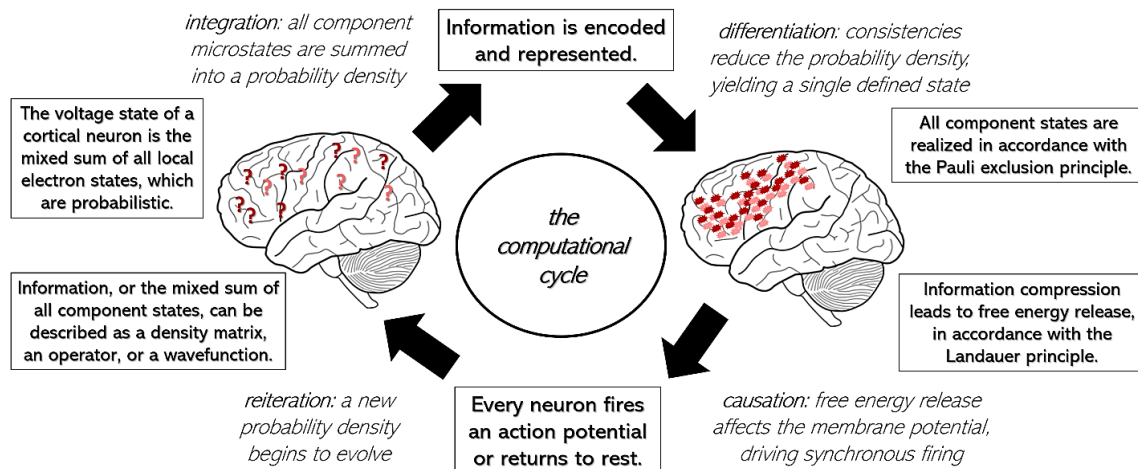 integration: all component
microstates are summed
into a probability density
Information is encoded
and represented.
differentiation: consistencies
reduce the probability density,
yielding a single defined state
The voltage state of a
cortical neuron is the
mixed sum of all local
electron states, which
are probabilistic.
? ? ? ? ? ? ? ? ? ? ? ?
All component states are
realized in accordance with
the Pauli exclusion principle.
the
computational
cycle
Information, or the mixed sum of
all component states, can be
described as a density matrix,
an operator, or a wavefunction.
Information compression
leads to free energy release,
in accordance with the
Landauer principle.
reiteration: a new
probability density
begins to evolve
Every neuron fires
an action potential
or returns to rest.
causation: free energy release
affects the membrane potential,
driving synchronous firing